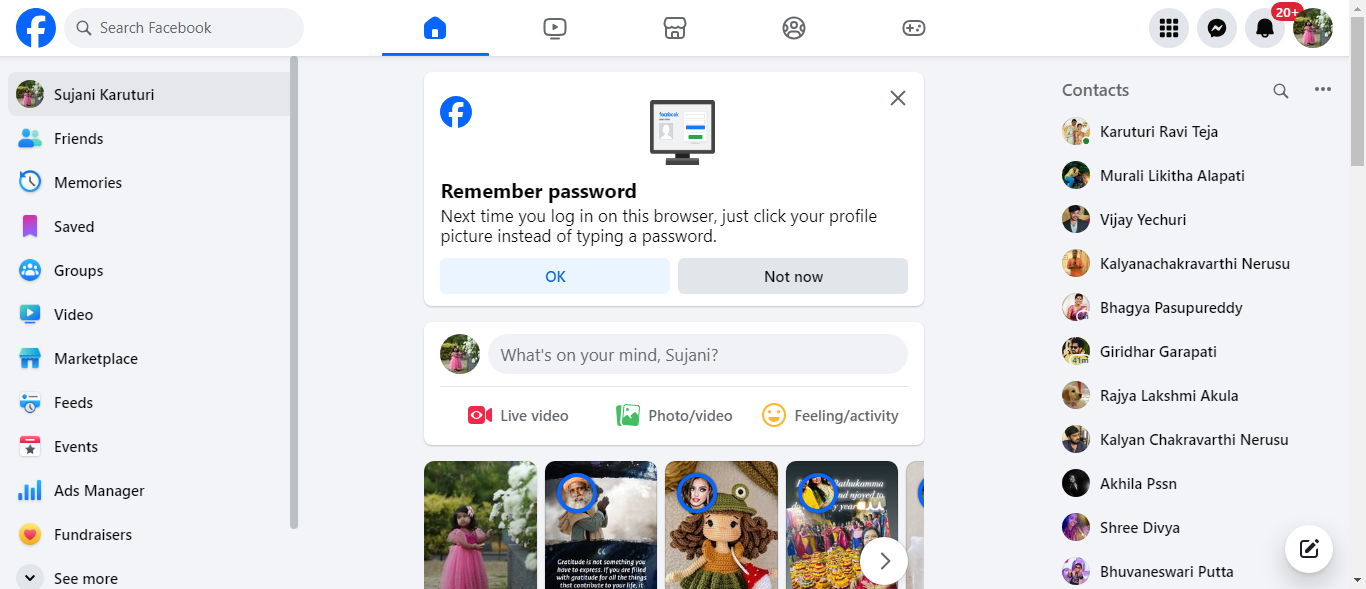 Search Facebook
20+
Sujani Karuturi
Friends
Memories
Saved
Groups
Video
Marketplace
Feeds
Events
Ads Manager
Fundraisers
See more
facebook
Remember password
Next time you log in on this browser, just click your profile
picture instead of typing a password.
OK
Not now
What's on your mind, Sujani?
Live video
Photo/video
Feeling/activity
Gratitude is not something you
have to express. If you are filled
with gratitude for all the things
that contribute to your life, it
Contacts
Karuturi Ravi Teja
Murali Likitha Alapati
Vijay Yechuri
Kalyanachakravarthi Nerusu
Bhagya Pasupureddy
Giridhar Garapati
41m
Rajya Lakshmi Akula
Kalyan Chakravarthi Nerusu
Akhila Pssn
Shree Divya
Bhuvaneswari Putta